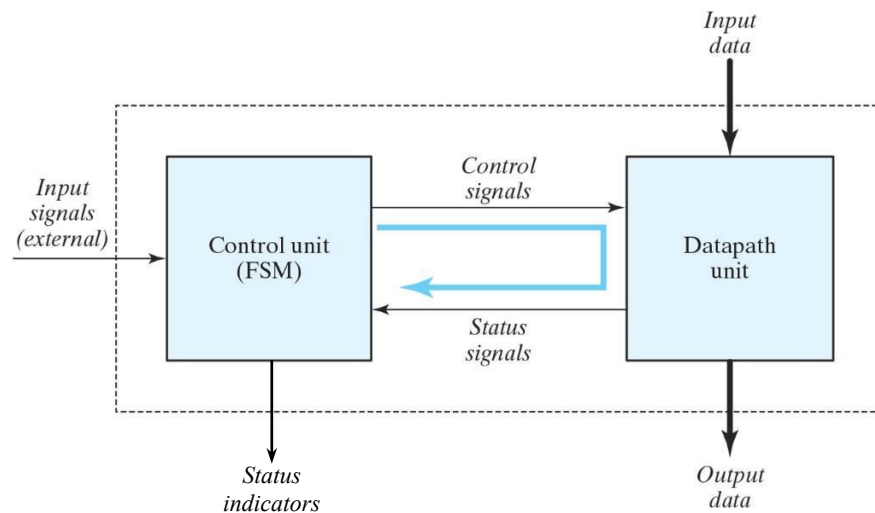 Input
data
Control
signals
Input
signals
(external)
Control unit
(FSM)
Datapath
unit
Status
signals
Status
indicators
Output
data